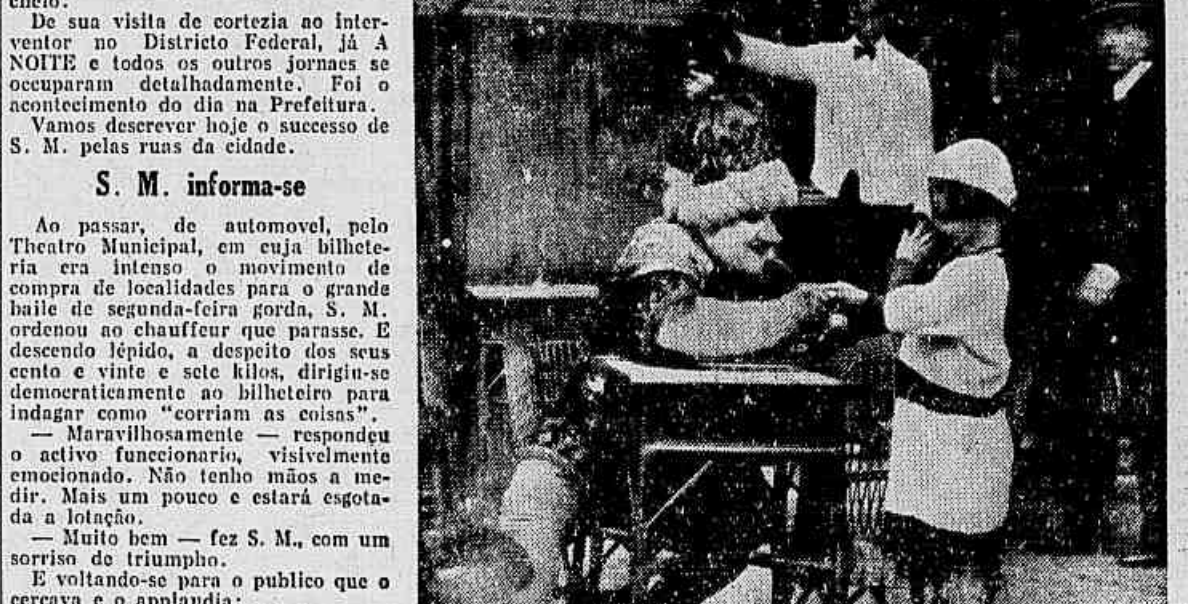 cheio.
De sua visita de cortezia ao inter-
ventor no Districto Federal, já A
NOITE e todos os outros jornaes se
occuparam detalhadamente. Foi o
acontecimento do dia na Prefeitura.
Vamos descrever hoje o successo de
S. M. pelas ruas da cidade.
S. M. informa-se
Ao passar, de automovel, pelo
Theatro Municipal, em cuja bilhete-
ria era intenso o movimento de
compra de localidades para o grande
baile de segunda-feira gorda, S. M.
ordenou ao chauffeur que parasse. E
descendo lépido, a despeito dos seus
cento e vinte e sete kilos, dirigiu-se
democraticamente ao bilheteiro para
indagar como "corriam as coisas".
— Maravilhosamente — respondeu
o activo funccionario, visivelmente
emocionado. Não tenho mãos a me-
dir. Mais um pouco e estará esgota-
da a lotação.
— Muito bem — fez S. M., com um
sorriso de triumpho.
E voltando-se para o publico que o
cercava e o applaudia: